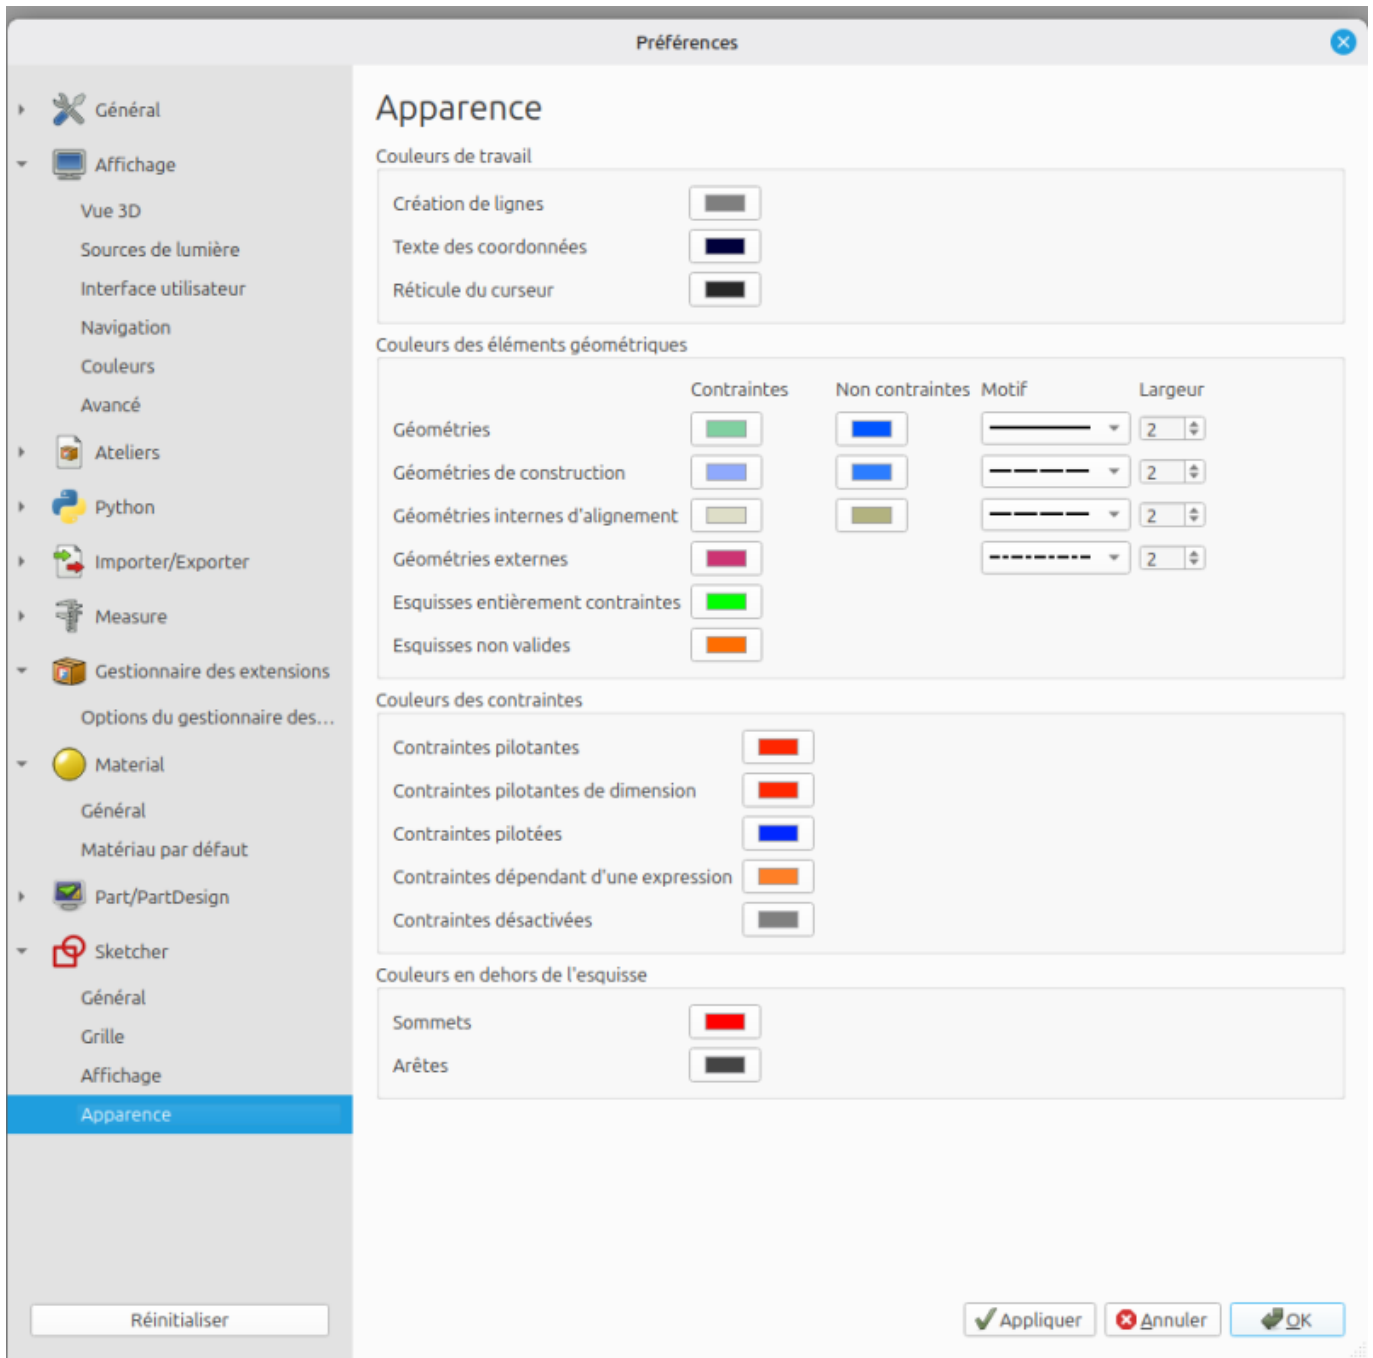 Préférences
Général
Affichage
Vue 3D
Sources de lumière
Interface utilisateur
Navigation
Couleurs
Avancé
Ateliers
Python
Importer/Exporter
Measure
Gestionnaire des extensions
Options du gestionnaire des...
Material
Général
Matériau par défaut
Part/PartDesign
Sketcher
Général
Grille
Affichage
Apparence
Réinitialiser
Apparence
Couleurs de travail
Création de lignes
Texte des coordonnées
Réticule du curseur
Couleurs des éléments géométriques
Contraintes Non contraintes Motif Largeur
Géométries 2
Géométries de construction 2
Géométries internes d'alignement 2
Géométries externes 2
Esquisses entièrement contraintes
Esquisses non valides
Couleurs des contraintes
Contraintes pilotantes
Contraintes pilotantes de dimension
Contraintes pilotées
Contraintes dépendant d'une expression
Contraintes désactivées
Couleurs en dehors de l'esquisse
Sommets
Arêtes
Appliquer Annuler OK